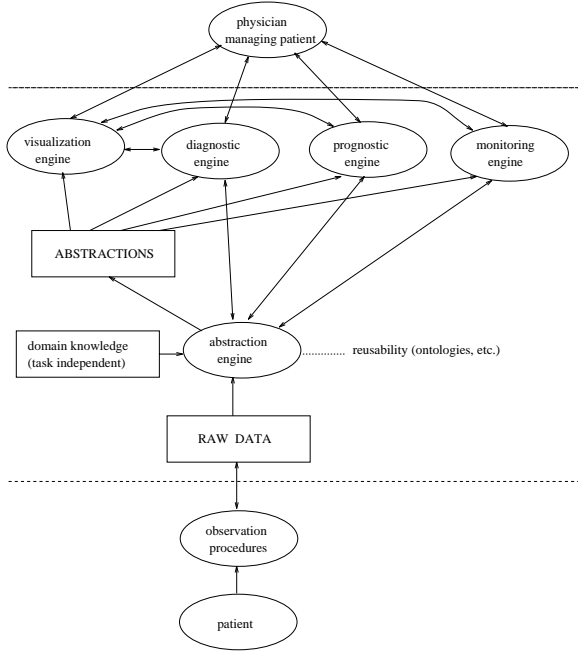 physician
managing patient
visualization
engine
diagnostic
engine
prognostic
engine
monitoring
engine
ABSTRACTIONS
domain knowledge
(task independent)
abstraction
engine
reusability (ontologies, etc.)
RAW DATA
observation
procedures
patient